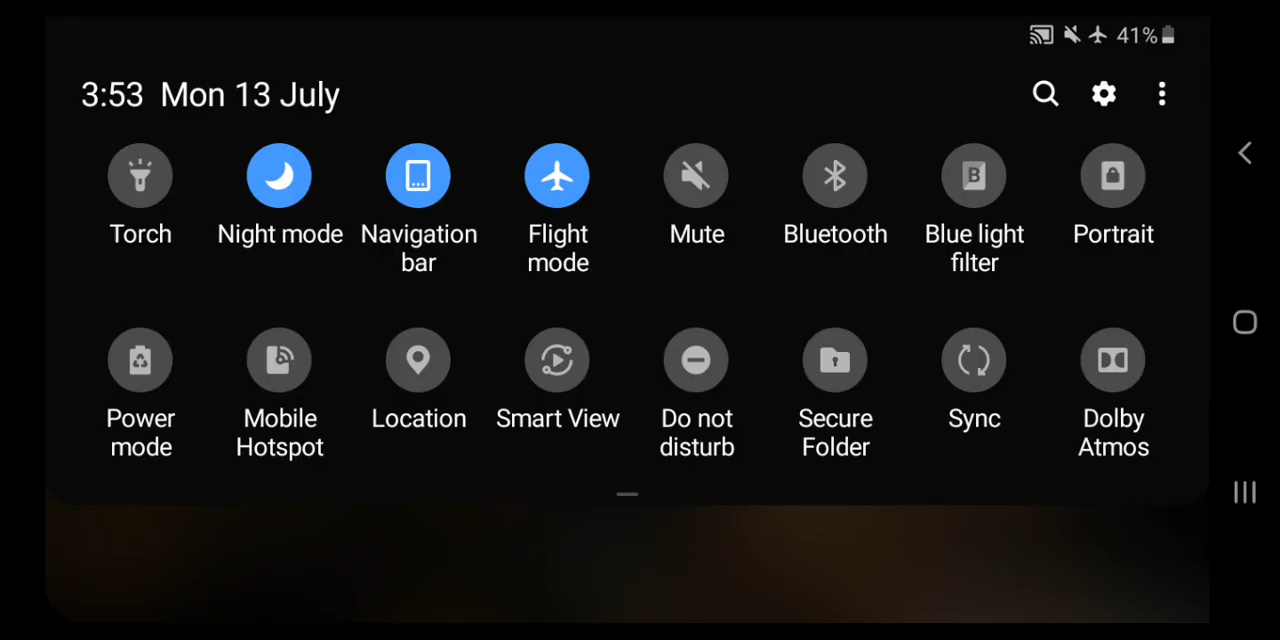 41%
3:53 Mon 13 July
Torch
Night mode
Navigation
bar
Flight
mode
Mute
Bluetooth
B
Blue light
filter
Portrait
Power
mode
Mobile
Hotspot
Location
Smart View
Do not
disturb
Secure
Folder
Sync
Dolby
Atmos